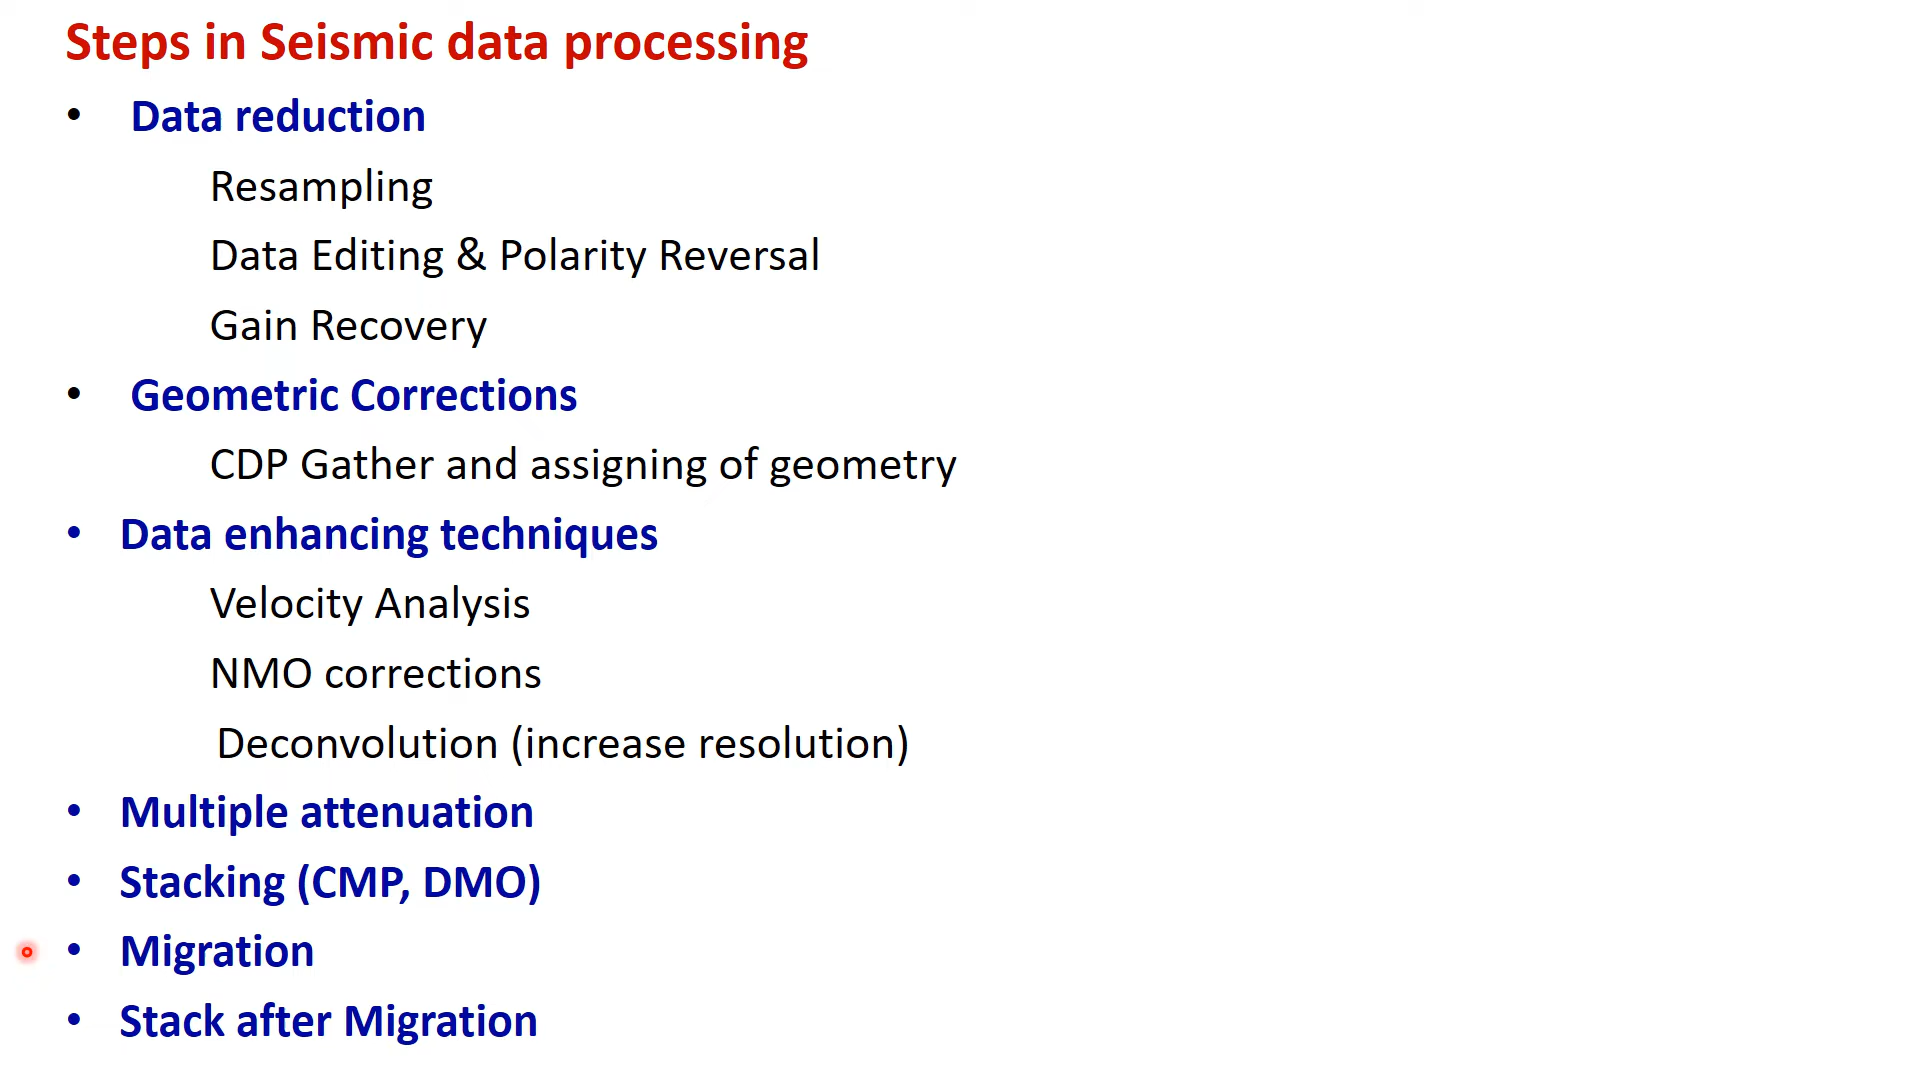 Steps in Seismic data processing
• Data reduction
Resampling
Data Editing & Polarity Reversal
Gain Recovery
• Geometric Corrections
CDP Gather and assigning of geometry
• Data enhancing techniques
Velocity Analysis
NMO corrections
Deconvolution (increase resolution)
• Multiple attenuation
• Stacking (CMP, DMO)
• Migration
• Stack after Migration